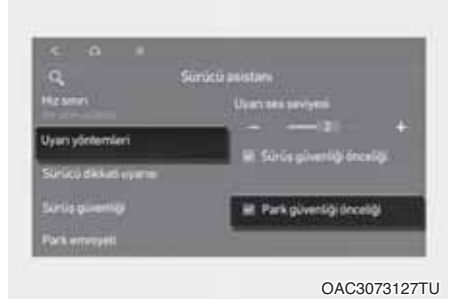 Sürücü asistanı
Hız sınırı
Uyarı ses seviyesi
Uyarı yöntemleri
- 2 +
Sürüş güvenliği önceliği
Sürücü dikkati uyarısı
Sürüş güvenliği
Park güvenliği önceliği
Park emniyeti
OAC3073127TU